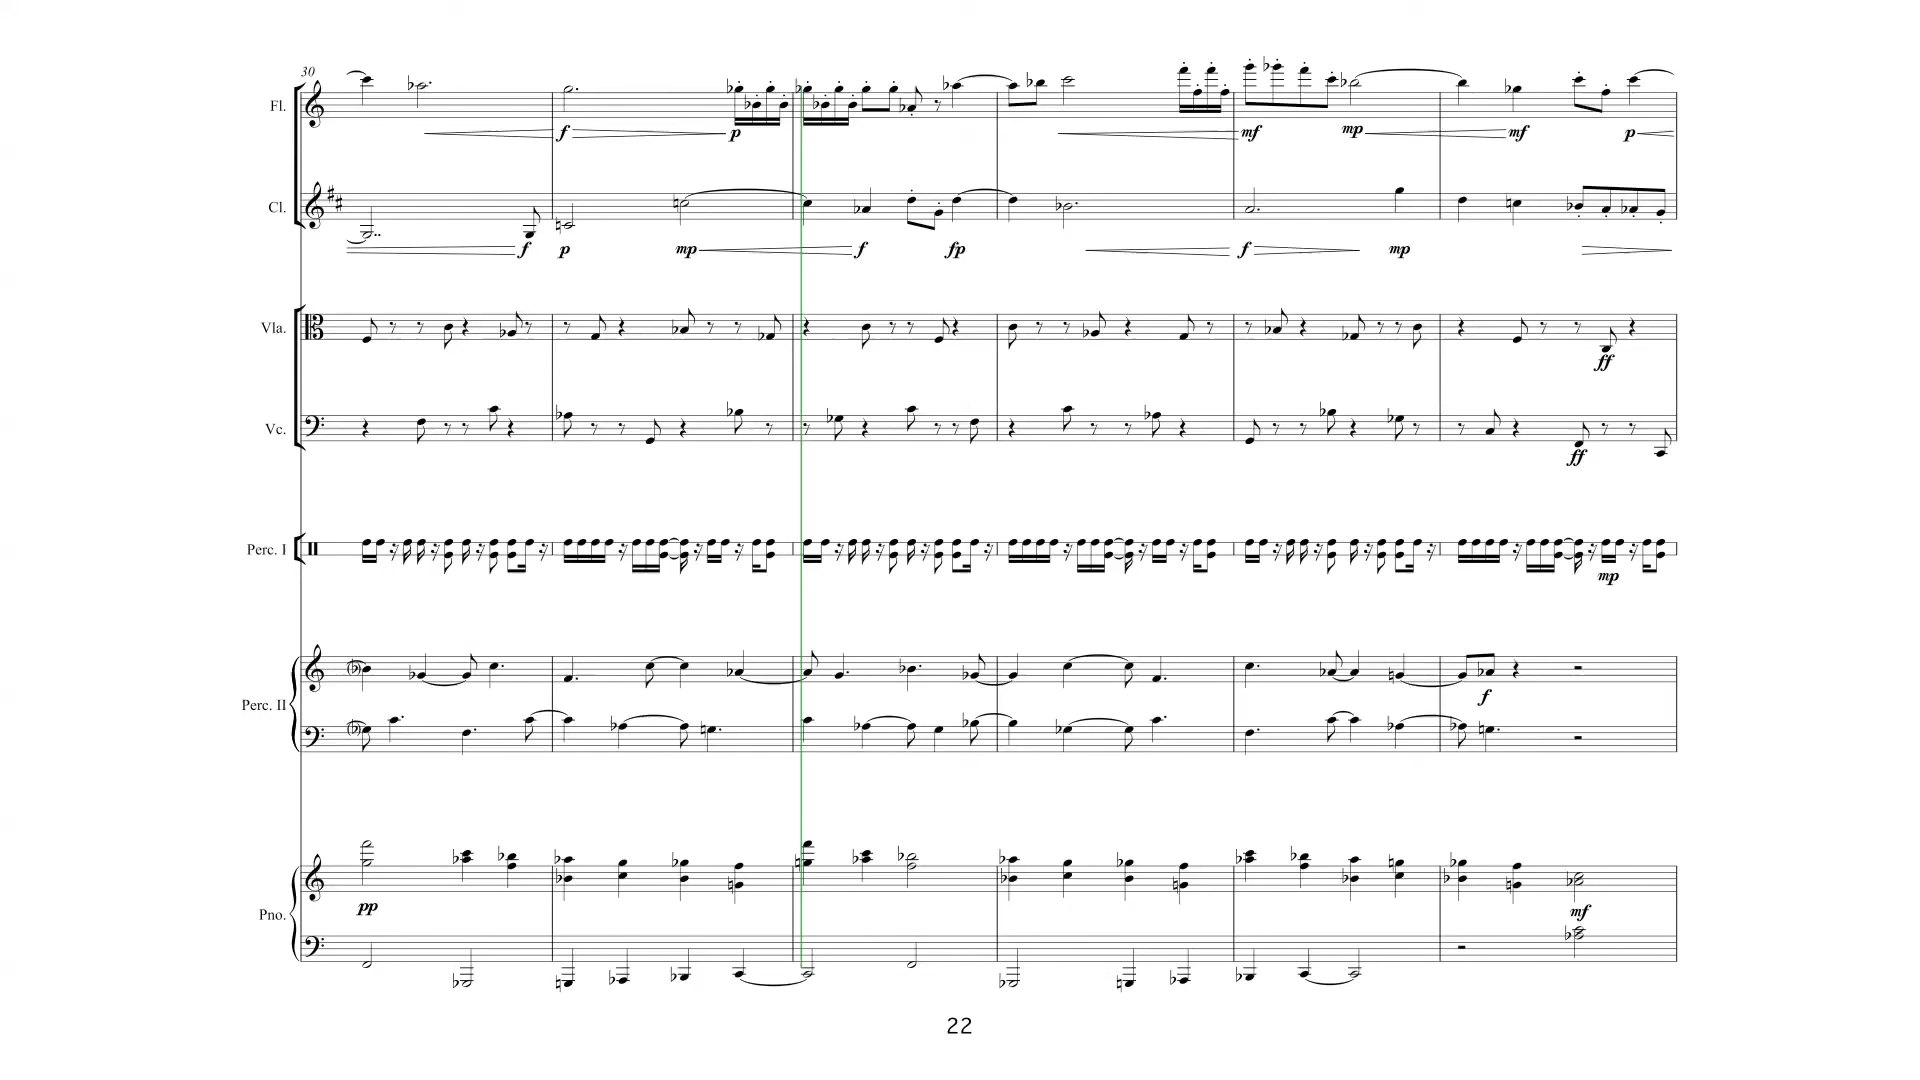 30
Fl.
f p mf mp mf p
Cl.
f p mp f fp f mp
Vla.
ff
Vc.
ff
Perc. I
mp
f
Perc. II
pp mf
Pno.
22